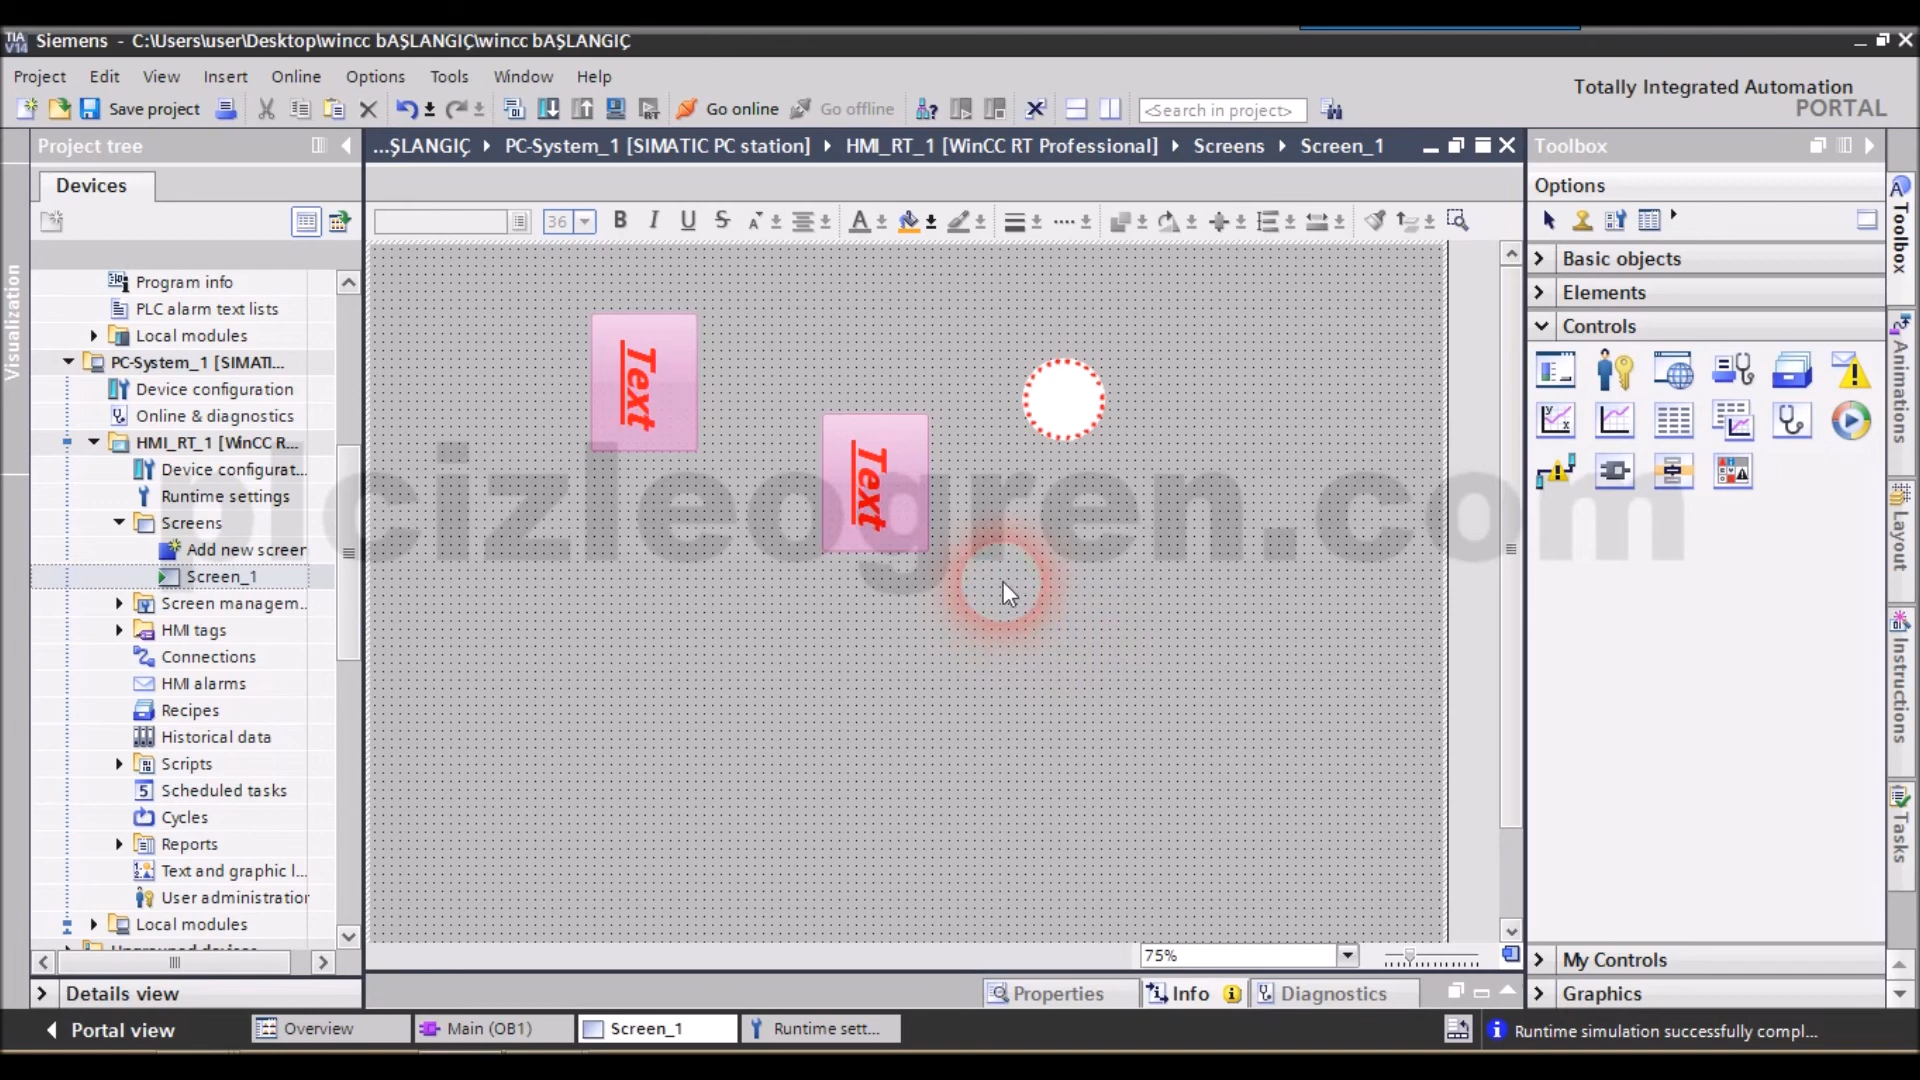 TIA V14
Siemens - C:\Users\user\Desktop\wincc bAŞLANGIÇ\wincc bAŞLANGIÇ
Project Edit View Insert Online Options Tools Window Help
Totally Integrated Automation
PORTAL
Save project
Go online
Go offline
<Search in project>
Project tree
...ŞLANGIÇ
PC-System_1 [SIMATIC PC station]
HMI_RT_1 [WinCC RT Professional]
Screens
Screen_1
Toolbox
Devices
Options
36
B I U S
Visualization
Program info
PLC alarm text lists
Local modules
PC-System_1 [SIMATI...
Device configuration
Online & diagnostics
HMI_RT_1 [WinCC R...
Device configurat...
Runtime settings
Screens
Add new screen
Screen_1
Screen managem..
HMI tags
Connections
HMI alarms
Recipes
Historical data
Scripts
Scheduled tasks
Cycles
Reports
Text and graphic l...
User administration
Local modules
Text
Text
plcizleogren.com
Basic objects
Elements
Controls
My Controls
Graphics
Toolbox
Animations
Layout
Instructions
Tasks
75%
Properties
Info
Diagnostics
Details view
Portal view
Overview
Main (OB1)
Screen_1
Runtime sett...
Runtime simulation successfully compl...